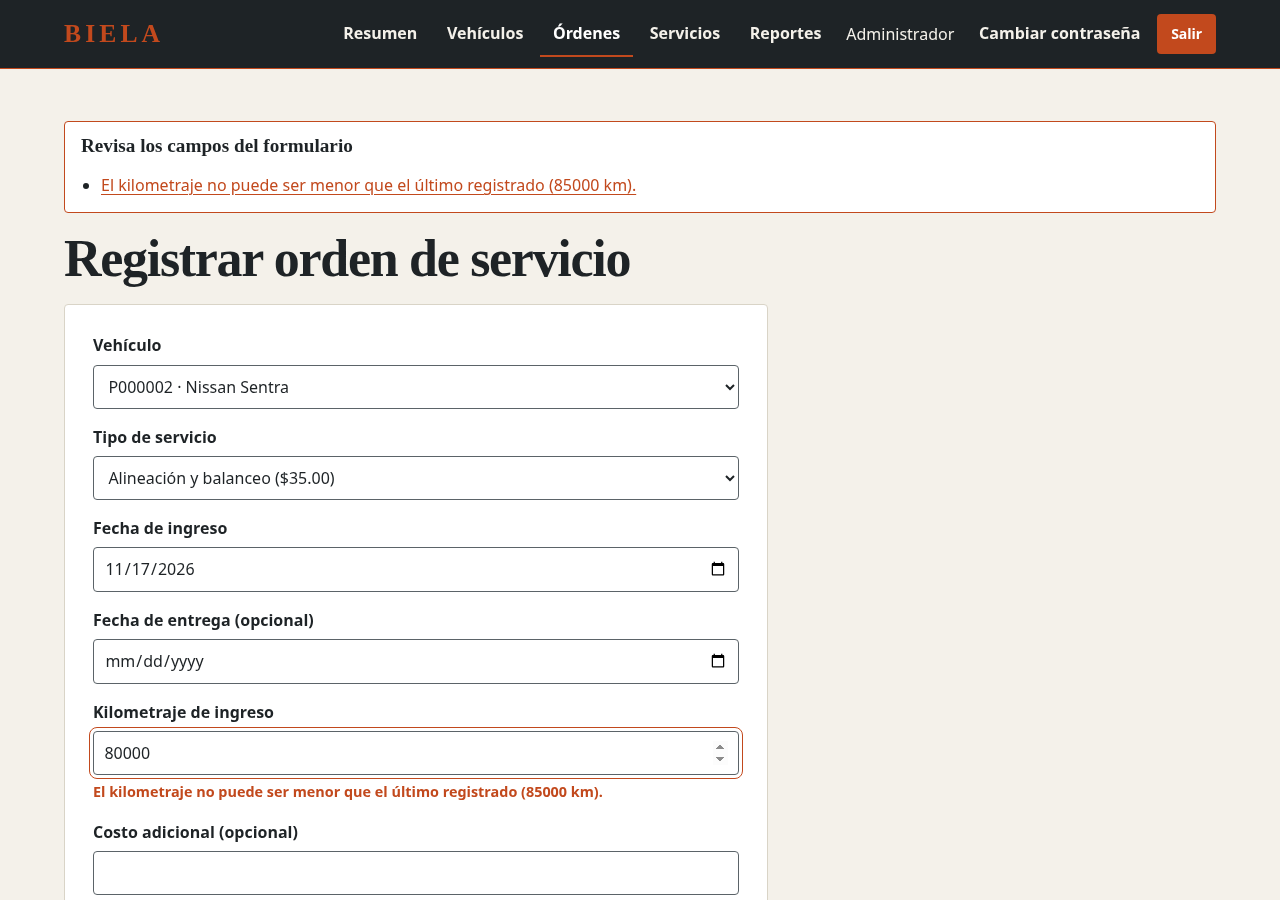 BIELA
Resumen
Vehículos
Órdenes
Servicios
Reportes
Administrador
Cambiar contraseña
Salir
Revisa los campos del formulario
El kilometraje no puede ser menor que el último registrado (85000 km).
Registrar orden de servicio
Vehículo
P000002 · Nissan Sentra
Tipo de servicio
Alineación y balanceo ($35.00)
Fecha de ingreso
11/17/2026
Fecha de entrega (opcional)
mm/dd/yyyy
Kilometraje de ingreso
80000
El kilometraje no puede ser menor que el último registrado (85000 km).
Costo adicional (opcional)